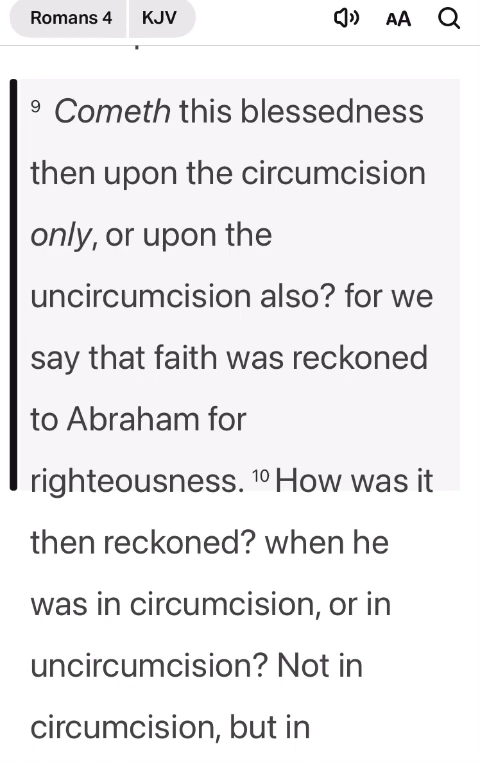 Romans 4 KJV AA
9 Cometh this blessedness
then upon the circumcision
only, or upon the
uncircumcision also? for we
say that faith was reckoned
to Abraham for
righteousness. 10 How was it
then reckoned? when he
was in circumcision, or in
uncircumcision? Not in
circumcision, but in